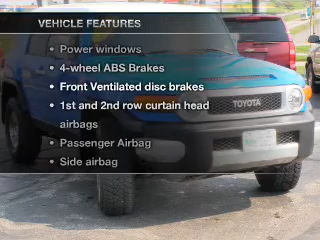 VEHICLE FEATURES
• Power windows
• 4-wheel ABS Brakes
• Front Ventilated disc brakes
• 1st and 2nd row curtain head
airbags
• Passenger Airbag
• Side airbag
TOYOTA